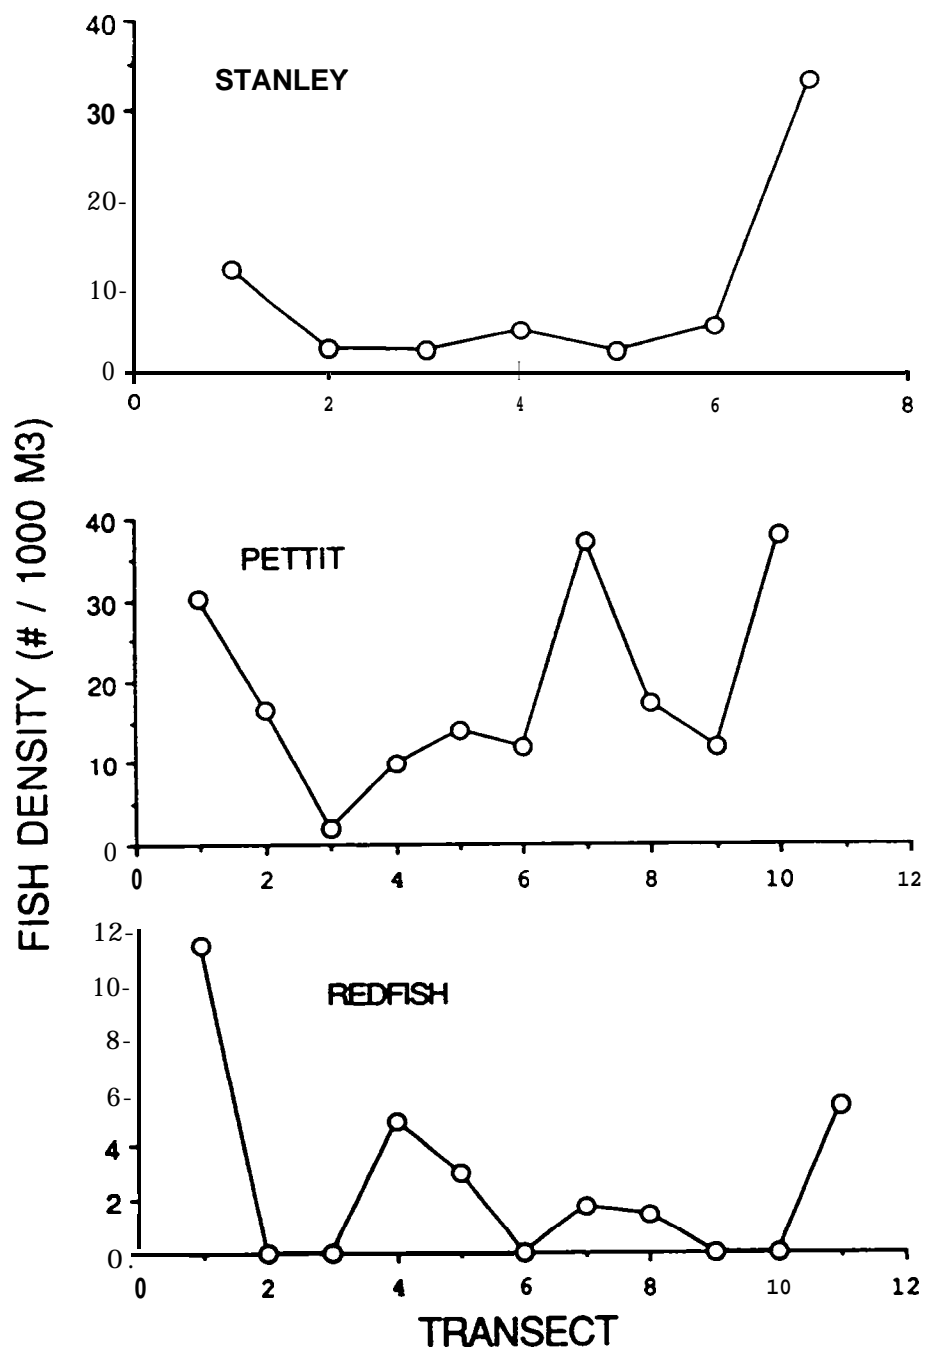 FISH DENSITY (# / 1000 M3)
40
STANLEY
30
20-
10-
0
0 2 4 6 8
40
PETTIT
30
20
10
0
0 2 4 6 8 10 12
12-
10-
REDFISH
8-
6-
4
2
0.
0 2 4 6 8 10 12
TRANSECT